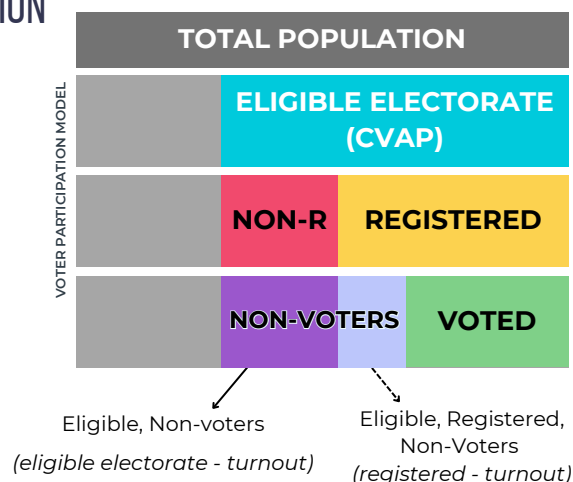 ION
TOTAL POPULATION
VOTER PARTICIPATION MODEL
ELIGIBLE ELECTORATE
(CVAP)
NON-R
REGISTERED
NON-VOTERS
VOTED
Eligible, Non-voters
(eligible electorate - turnout)
Eligible, Registered,
Non-Voters
(registered - turnout)